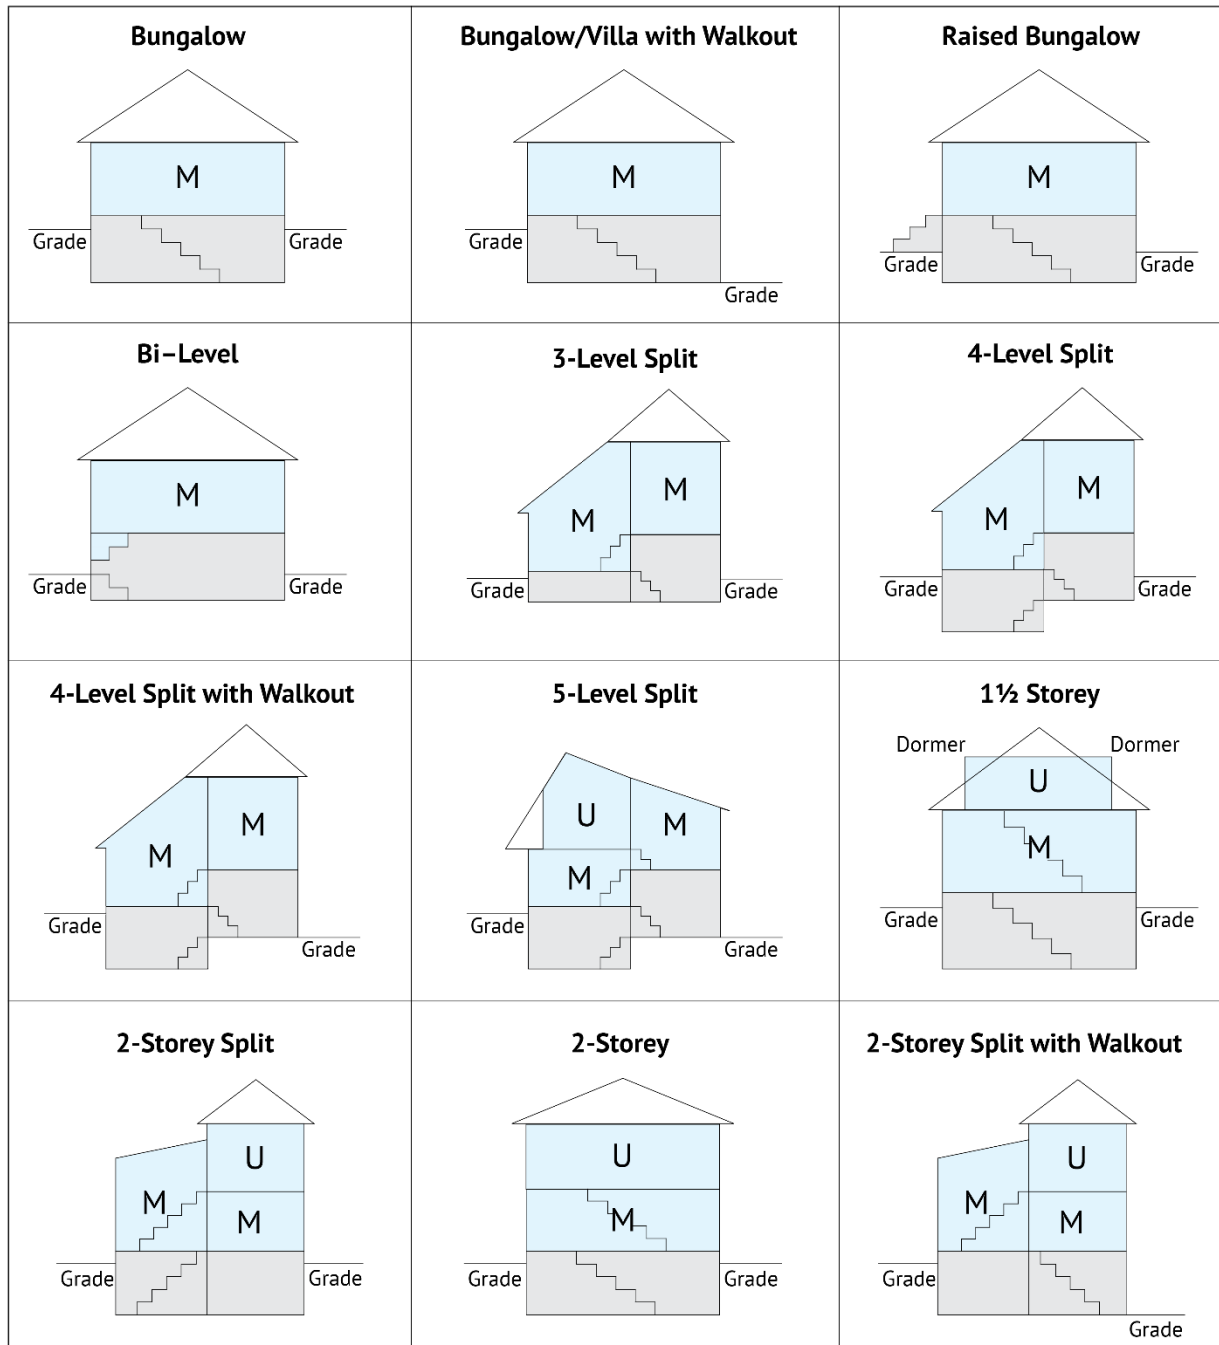 Bungalow
M
Grade
Grade
Bungalow/Villa with Walkout
M
Grade
Grade
Raised Bungalow
M
Grade
Grade
Bi–Level
M
Grade
Grade
3-Level Split
M
M
Grade
Grade
4-Level Split
M
M
Grade
Grade
4-Level Split with Walkout
M
M
Grade
Grade
5-Level Split
U
M
M
Grade
Grade
1½ Storey
Dormer
Dormer
U
M
Grade
Grade
2-Storey Split
U
M
M
Grade
Grade
2-Storey
U
M
Grade
Grade
2-Storey Split with Walkout
U
M
M
Grade
Grade